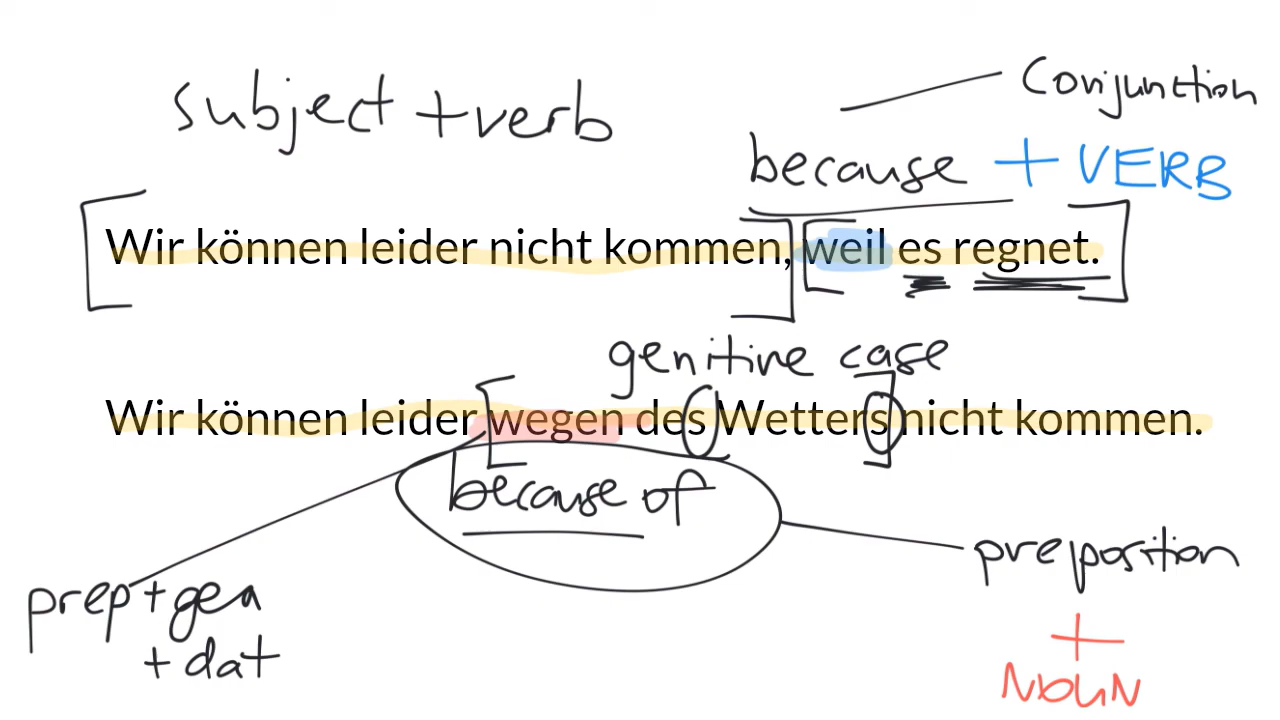 Conjunction
subject + verb
because + VERB
Wir können leider nicht kommen, weil es regnet.
genitive case
Wir können leider wegen des Wetters nicht kommen.
because of
preposition
prep + gen
+ dat
+
NOUN